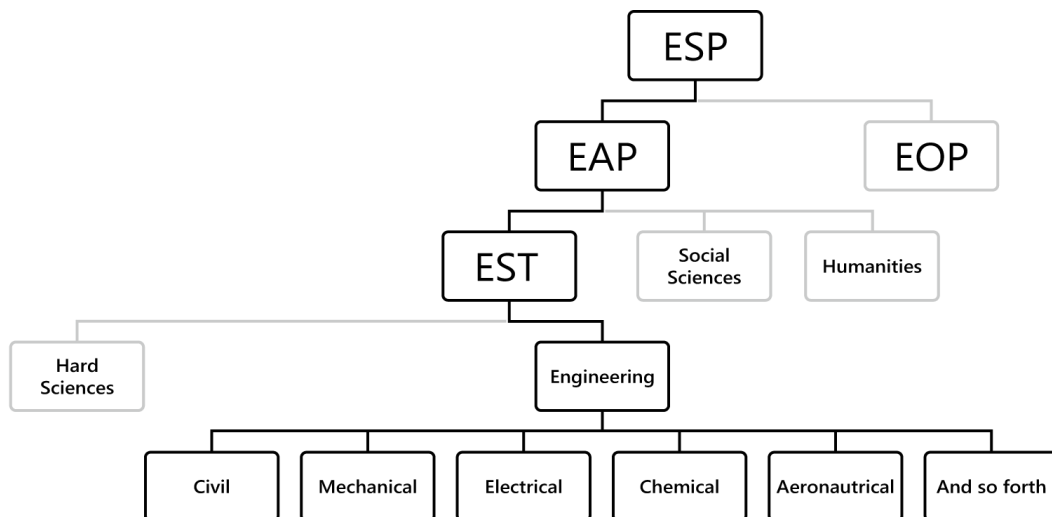 ESP
EAP
EOP
EST
Social
Sciences
Humanities
Hard
Sciences
Engineering
Civil
Mechanical
Electrical
Chemical
Aeronautrical
And so forth